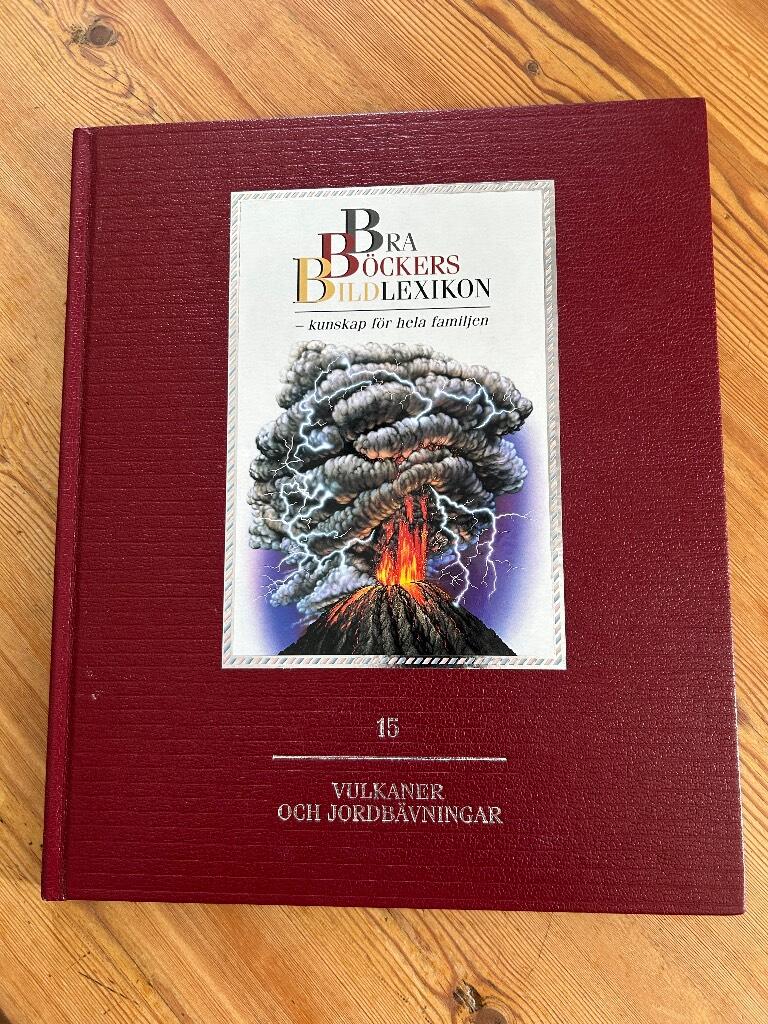 BRA
BÖCKERS
BILDLEXIKON
– kunskap för hela familjen
15
VULKANER
OCH JORDBÄVNINGAR